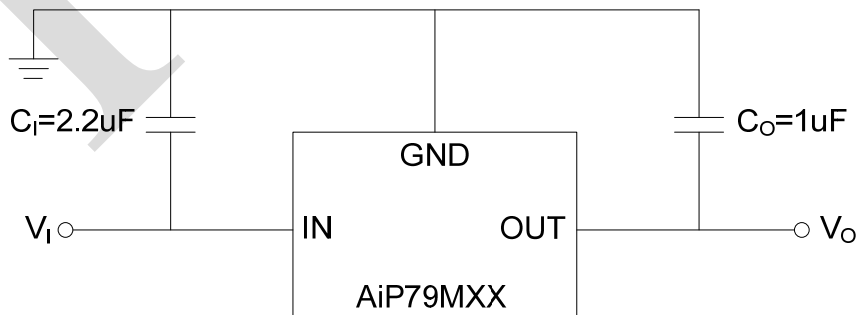 C_I=2.2uF
C_O=1uF
GND
V_I
IN
OUT
V_O
AiP79MXX